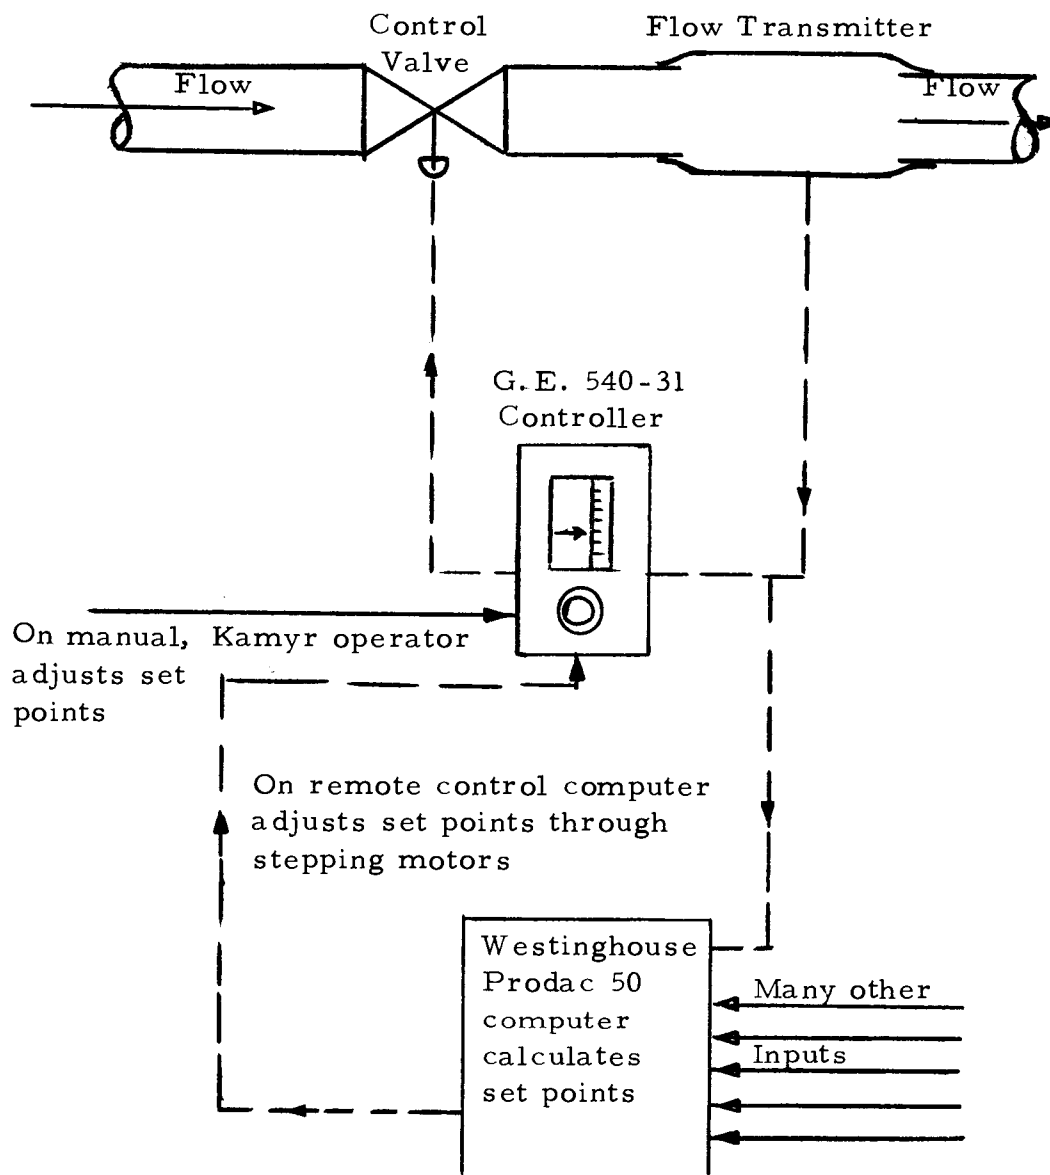 Control
Valve
Flow Transmitter
Flow
Flow
G.E. 540-31
Controller
On manual, Kamyr operator
adjusts set
points
On remote control computer
adjusts set points through
stepping motors
Westinghouse
Prodac 50
computer
calculates
set points
Many other
Inputs